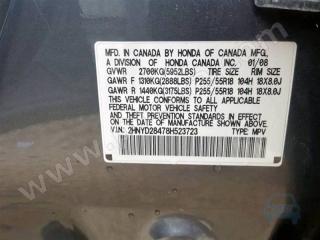 MFD. IN CANADA BY HONDA OF CANADA MFG.
A DIVISION OF HONDA CANADA INC. 01/08
GVWR 2700KG(5952LBS) TIRE SIZE RIM SIZE
GAWR F 1310KG(2888LBS) P255/55R18 104H 18X8.0J
GAWR R 1440KG(3175LBS) P255/55R18 104H 18X8.0J
THIS VEHICLE CONFORMS TO ALL APPLICABLE
FEDERAL MOTOR VEHICLE SAFETY
AND THEFT PREVENTION STANDARDS IN EFFECT
ON THE DATE OF MANUFACTURE SHOWN ABOVE.
V.I.N: 2HNYD28478H523723 TYPE: MPV